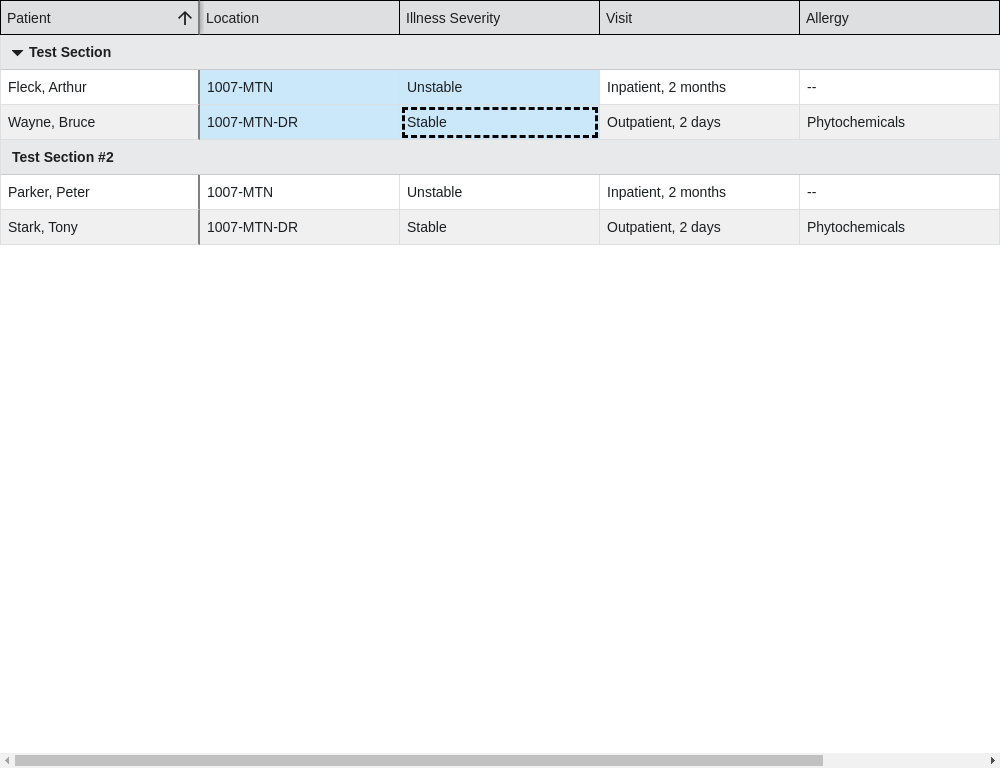 Patient Location Illness Severity Visit Allergy
Test Section
Fleck, Arthur 1007-MTN Unstable Inpatient, 2 months --
Wayne, Bruce 1007-MTN-DR Stable Outpatient, 2 days Phytochemicals
Test Section #2
Parker, Peter 1007-MTN Unstable Inpatient, 2 months --
Stark, Tony 1007-MTN-DR Stable Outpatient, 2 days Phytochemicals